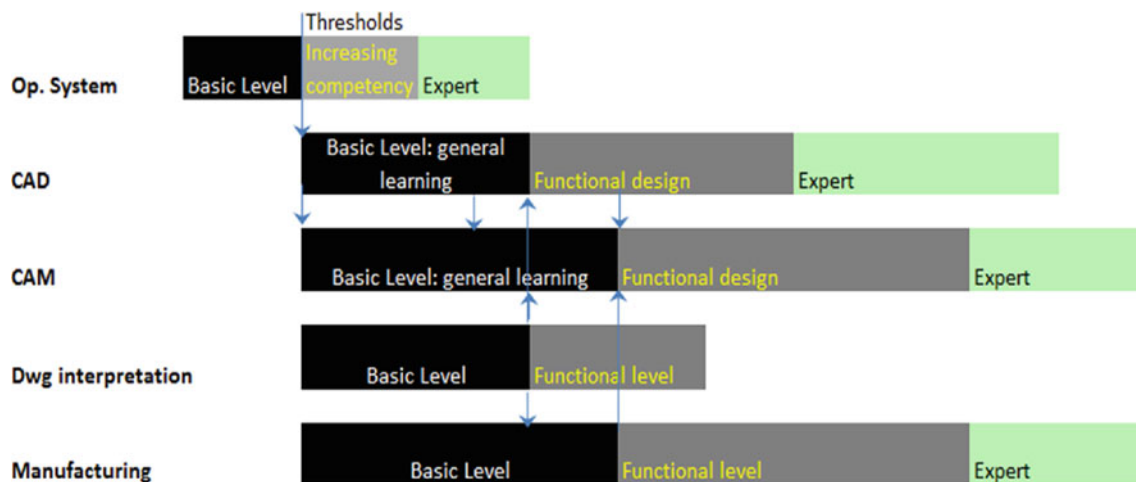 Thresholds
Increasing
Op. System Basic Level competency Expert
Basic Level: general
CAD learning Functional design Expert
CAM Basic Level: general learning Functional design Expert
Dwg interpretation Basic Level Functional level
Manufacturing Basic Level Functional level Expert